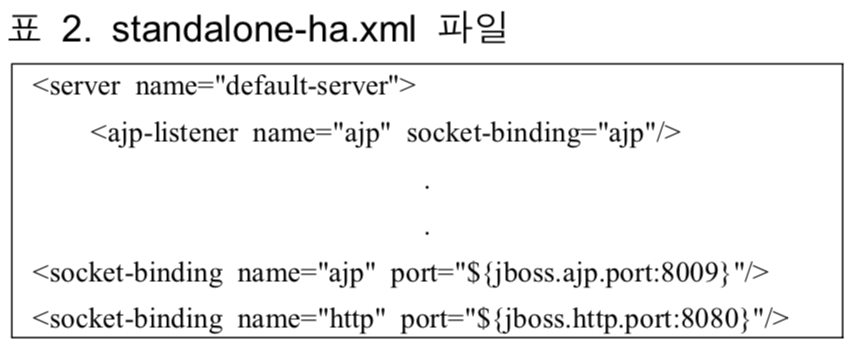 표 2. standalone-ha.xml 파일
<server name="default-server">
<ajp-listener name="ajp" socket-binding="ajp"/>
.
.
<socket-binding name="ajp" port="${jboss.ajp.port:8009}"/>
<socket-binding name="http" port="${jboss.http.port:8080}"/>